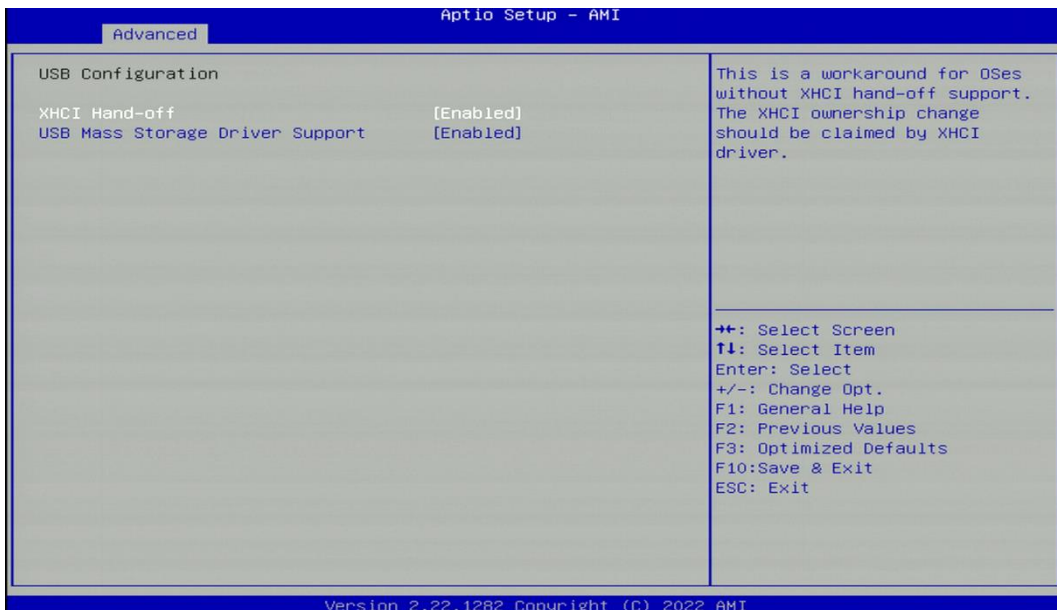 Aptio Setup - AMI
Advanced
USB Configuration
XHCI Hand-off [Enabled]
USB Mass Storage Driver Support [Enabled]
This is a workaround for OSes
without XHCI hand-off support.
The XHCI ownership change
should be claimed by XHCI
driver.
→←: Select Screen
↑↓: Select Item
Enter: Select
+/-: Change Opt.
F1: General Help
F2: Previous Values
F3: Optimized Defaults
F10:Save & Exit
ESC: Exit
Version 2.22.1282 Copyright (C) 2022 AMI